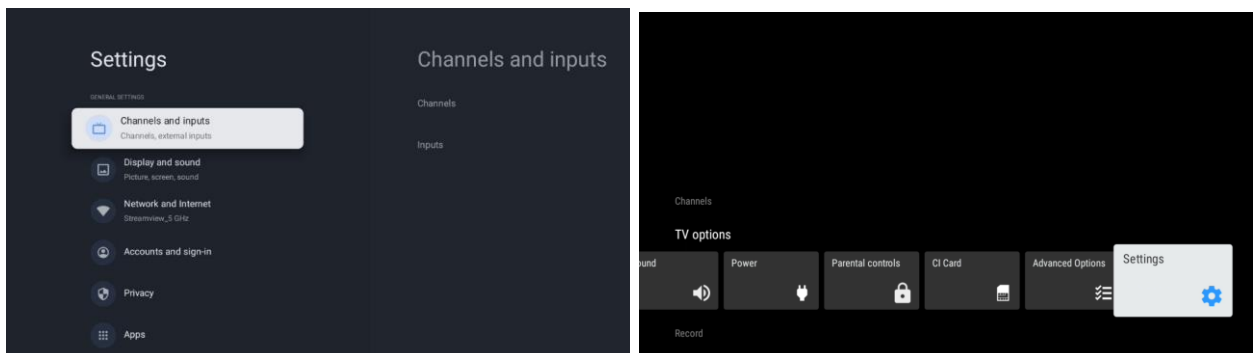 Settings
GENERAL SETTINGS
Channels and inputs
Channels, external inputs
Display and sound
Picture, screen, sound
Network and Internet
Streamview_5 GHz
Accounts and sign-in
Privacy
Apps
Channels and inputs
Channels
Inputs
Channels
TV options
ound
Power
Parental controls
CI Card
Advanced Options
Settings
Record